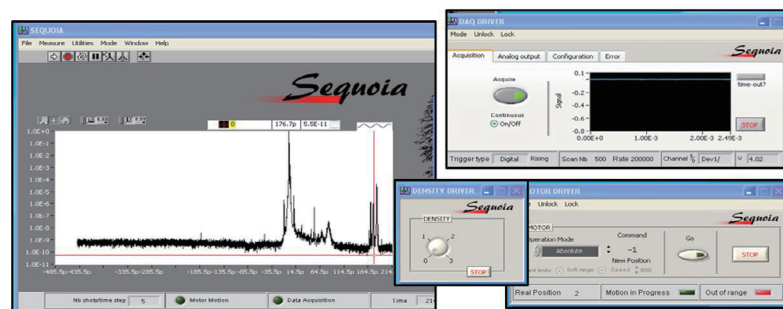 SEQUOIA
File Measure Utilities Mode Window Help
Sequoia
0 176.7p 5.5E-11
1.0E+0
1.0E-1
1.0E-2
1.0E-3
1.0E-4
1.0E-5
1.0E-6
1.0E-7
1.0E-8
1.0E-9
1.0E-10
1.0E-11
-485.5p -435.5p -335.5p -285.5p -185.5p -135.5p -85.5p -35.5p 14.5p 64.5p 114.5p 164.5p 214
Nb shots/time step 5 Motor Motion Data Acquisition Time 21
DAQ DRIVER
Mode Unlock Lock
Acquisition Analog output Configuration Error
Sequoia
Acquire
Continuous
On/Off
Signal
0.1
-0.2
-0.4
-0.6
-0.8
0.00E+0 1.00E-3 2.00E-3 2.49E-3
time-out?
STOP
Trigger type Digital Rising Scan Nb 500 Rate 200000 Channel Dev1/ V 4.02
DENSITY DRIVER
Sequoia
DENSITY
1 2
0 3
STOP
MOTOR DRIVER
Unlock Lock
Sequoia
MOTOR
Operation Mode
Absolute
Command
-1
New Position
Soft range Speed 800
Go
STOP
Real Position 2 Motion in Progress Out of range